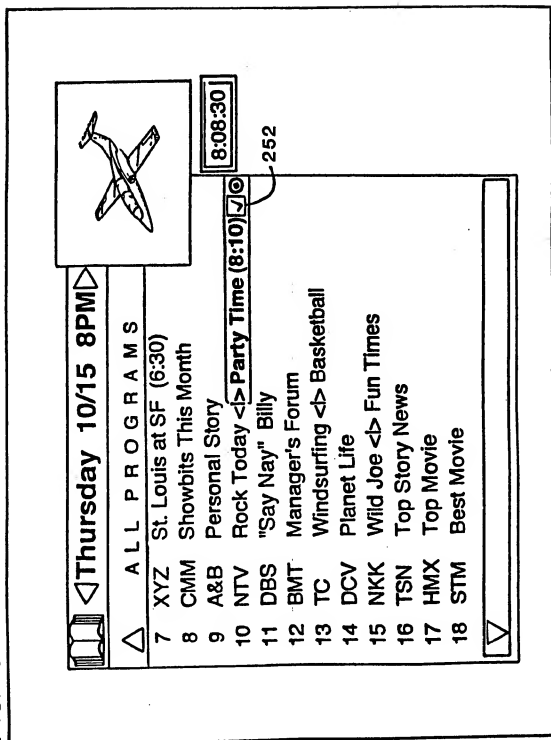 ◁Thursday 10/15 8PM▷
△ ALL PROGRAMS
7 XYZ St. Louis at SF (6:30)
8 CMM Showbits This Month
9 A&B Personal Story
10 NTV Rock Today <|> Party Time (8:10) ✓ ⊙
8:08:30
252
11 DBS "Say Nay" Billy
12 BMT Manager's Forum
13 TC Windsurfing <|> Basketball
14 DCV Planet Life
15 NKK Wild Joe <|> Fun Times
16 TSN Top Story News
17 HMX Top Movie
18 STM Best Movie
▽